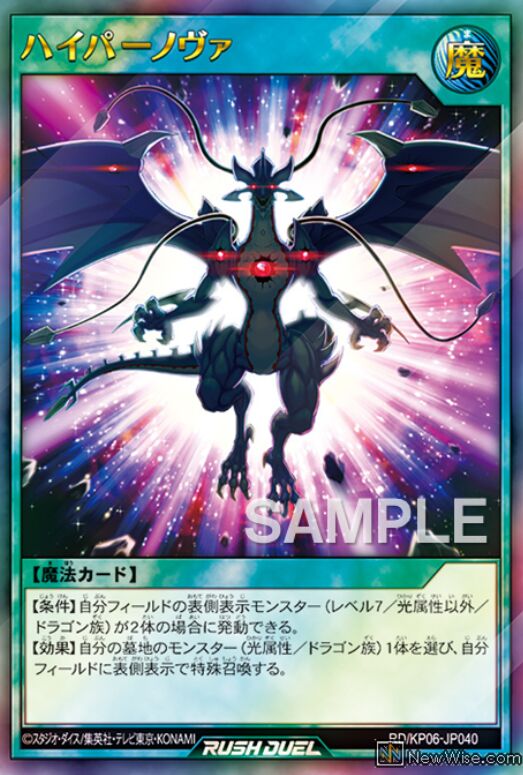 ハイパーノヴァ
魔
SAMPLE
【魔法カード】
【条件】自分フィールドの表側表示モンスター（レベル7／光属性以外／
ドラゴン族）が2体の場合に発動できる。
【効果】自分の墓地のモンスター（光属性／ドラゴン族）1体を選び、自分
フィールドに表側表示で特殊召喚する。
©スタジオ・ダイス/集英社・テレビ東京・KONAMI
RUSH DUEL
RD/KP06-JP040
NewWise.com